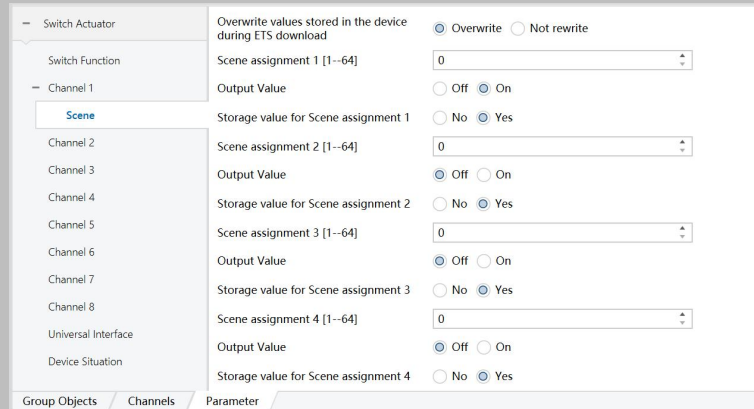 − Switch Actuator
Overwrite values stored in the device
during ETS download
Overwrite Not rewrite
Switch Function
Scene assignment 1 [1--64] 0
− Channel 1
Output Value Off On
Scene
Storage value for Scene assignment 1 No Yes
Channel 2
Scene assignment 2 [1--64] 0
Channel 3
Output Value Off On
Channel 4
Storage value for Scene assignment 2 No Yes
Channel 5
Scene assignment 3 [1--64] 0
Channel 6
Output Value Off On
Channel 7
Storage value for Scene assignment 3 No Yes
Channel 8
Scene assignment 4 [1--64] 0
Universal Interface
Output Value Off On
Device Situation
Storage value for Scene assignment 4 No Yes
Group Objects Channels Parameter